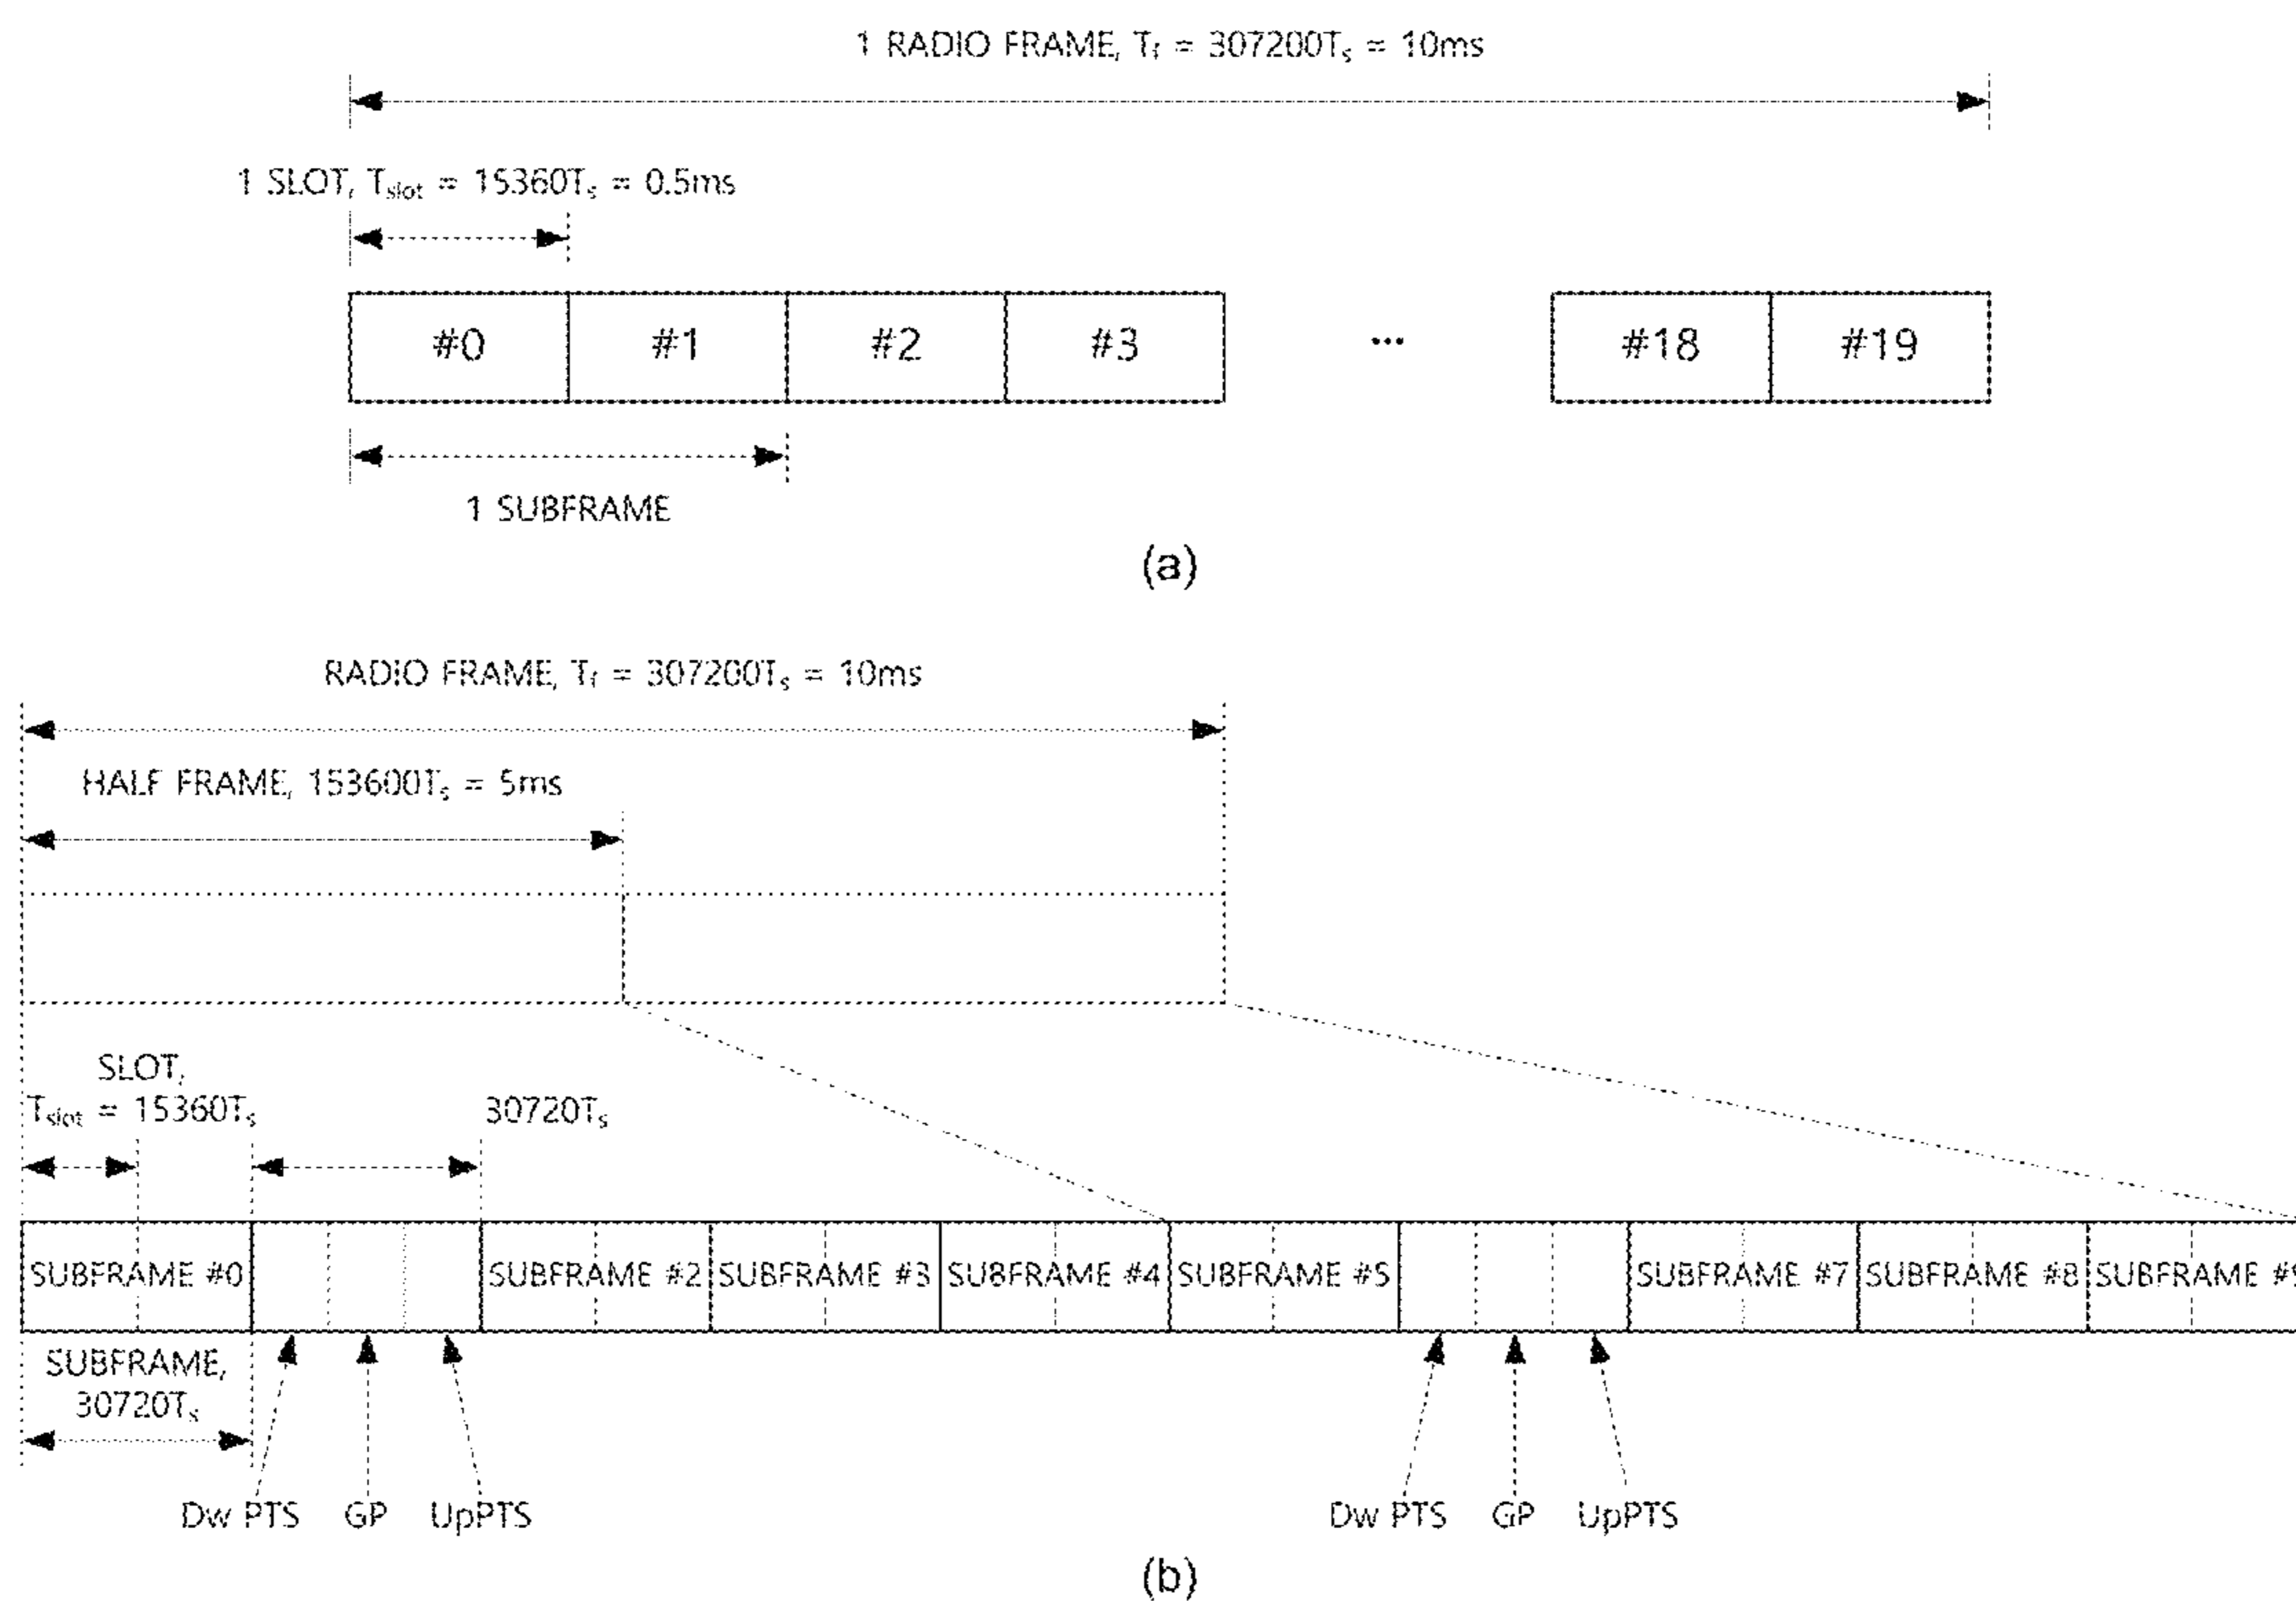 1 RADIO FRAME, Tf = 307200Ts = 10ms
1 SLOT, Tslot = 15360Ts = 0.5ms
#0 #1 #2 #3 ... #18 #19
1 SUBFRAME
(a)
RADIO FRAME, Tf = 307200Ts = 10ms
HALF FRAME, 153600Ts = 5ms
SLOT,
Tslot = 15360Ts
30720Ts
SUBFRAME #0 SUBFRAME #2 SUBFRAME #3 SUBFRAME #4 SUBFRAME #5 SUBFRAME #7 SUBFRAME #8 SUBFRAME #9
SUBFRAME,
30720Ts
Dw PTS GP UpPTS Dw PTS GP UpPTS
(b)